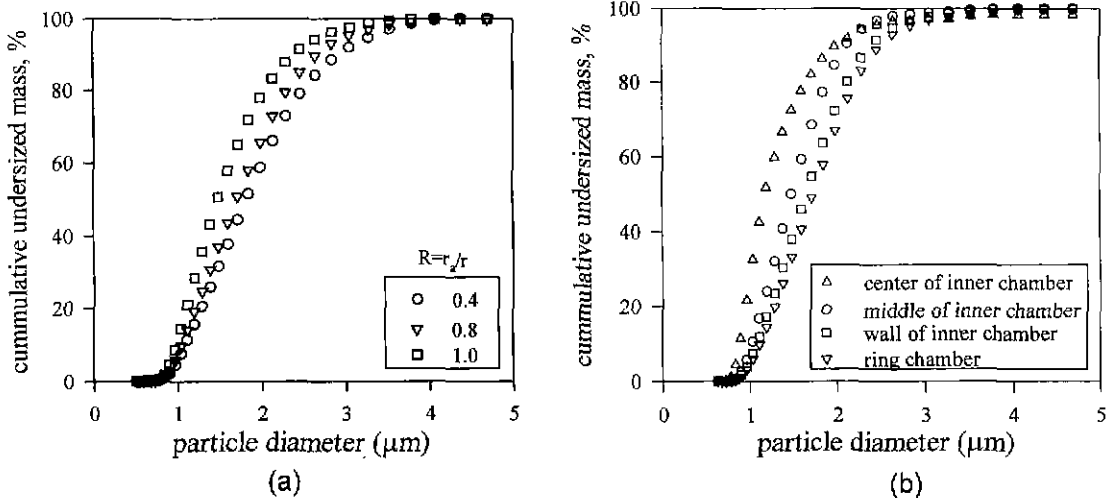 cummulative undersized mass, %
100
80
60
40
20
0
0 1 2 3 4 5
particle diameter (μm)
R=r_a/r
0.4
0.8
1.0
(a)
cummulative undersized mass, %
100
80
60
40
20
0
0 1 2 3 4 5
particle diameter (μm)
center of inner chamber
middle of inner chamber
wall of inner chamber
ring chamber
(b)